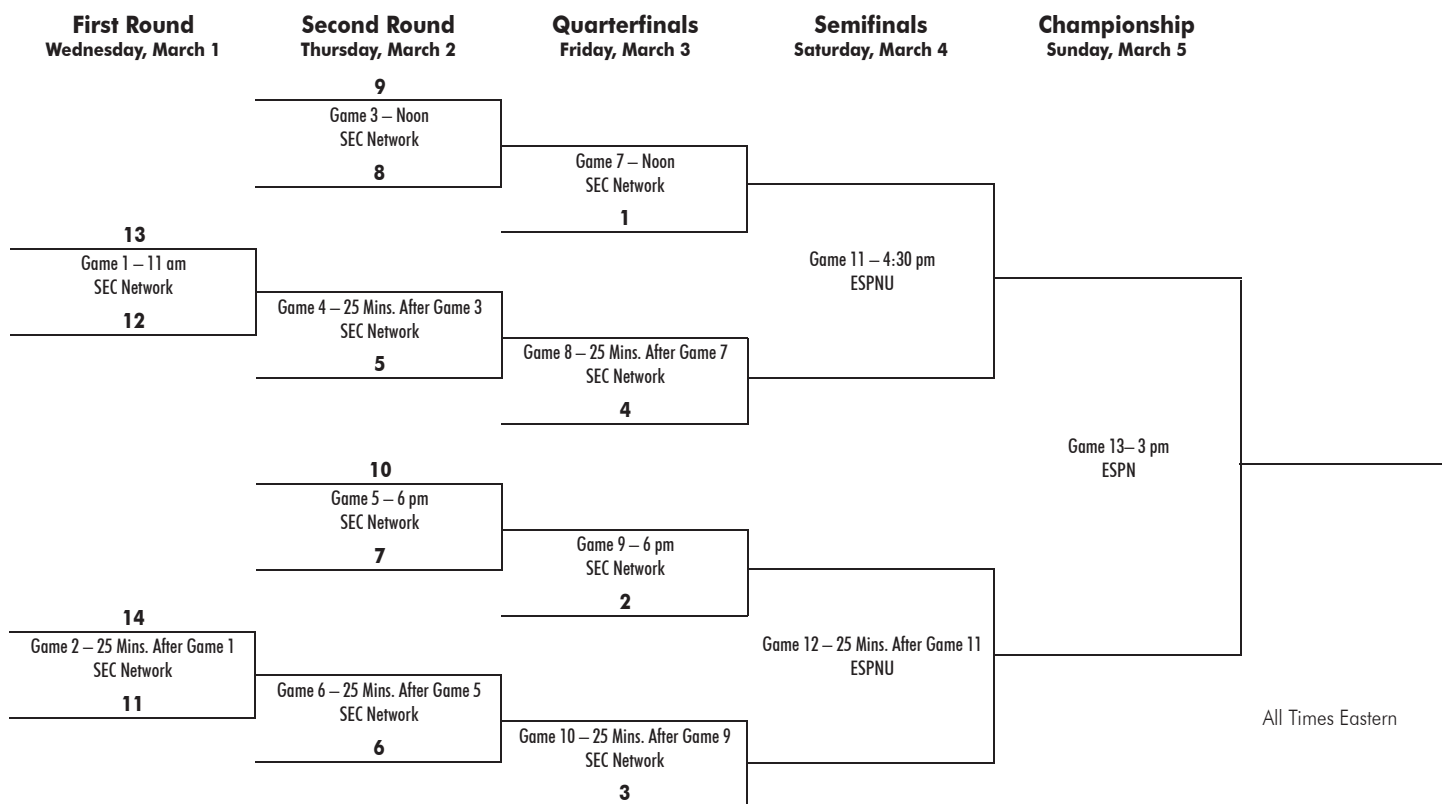 First Round
Wednesday, March 1
Second Round
Thursday, March 2
Quarterfinals
Friday, March 3
Semifinals
Saturday, March 4
Championship
Sunday, March 5
13
Game 1 – 11 am
SEC Network
12
14
Game 2 – 25 Mins. After Game 1
SEC Network
11
9
Game 3 – Noon
SEC Network
8
Game 4 – 25 Mins. After Game 3
SEC Network
5
10
Game 5 – 6 pm
SEC Network
7
Game 6 – 25 Mins. After Game 5
SEC Network
6
Game 7 – Noon
SEC Network
1
Game 8 – 25 Mins. After Game 7
SEC Network
4
Game 9 – 6 pm
SEC Network
2
Game 10 – 25 Mins. After Game 9
SEC Network
3
Game 11 – 4:30 pm
ESPNU
Game 12 – 25 Mins. After Game 11
ESPNU
Game 13– 3 pm
ESPN
All Times Eastern